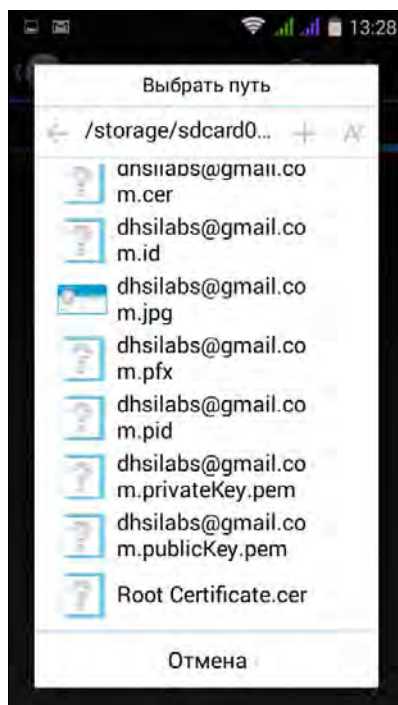 13:28
Выбрать путь
/storage/sdcard0...
dhsilabs@gmail.co
m.cer
dhsilabs@gmail.co
m.id
dhsilabs@gmail.co
m.jpg
dhsilabs@gmail.co
m.pfx
dhsilabs@gmail.co
m.pid
dhsilabs@gmail.co
m.privateKey.pem
dhsilabs@gmail.co
m.publicKey.pem
Root Certificate.cer
Отмена